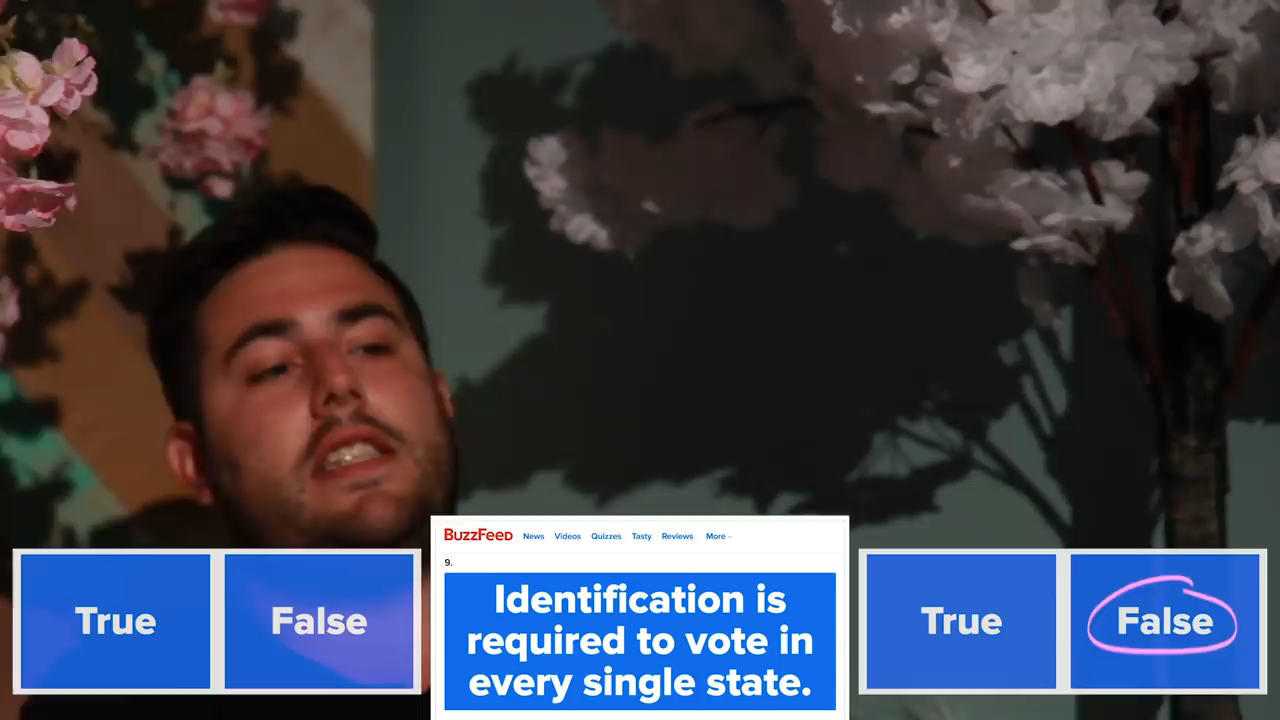 BuzzFeed News Videos Quizzes Tasty Reviews More
9.
Identification is
required to vote in
every single state.
True False
True False